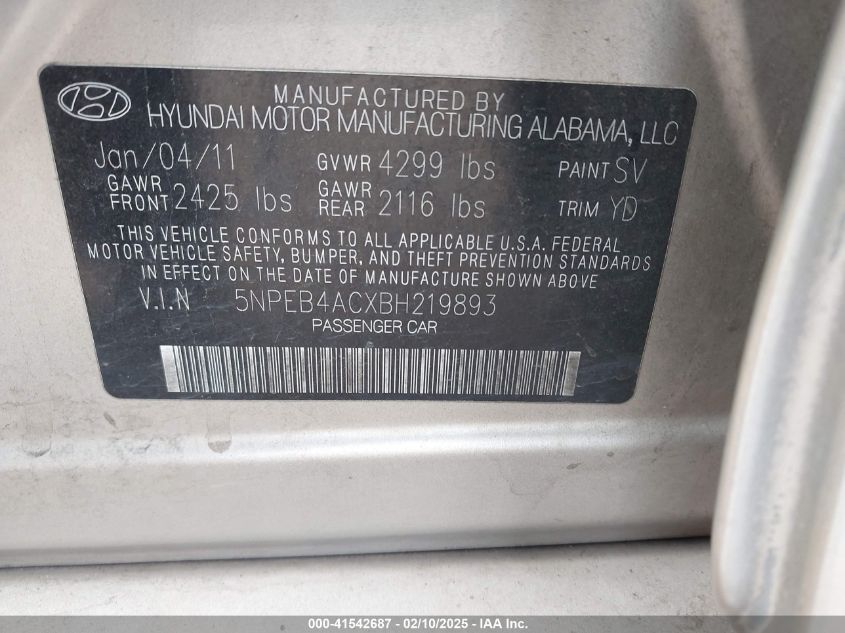 MANUFACTURED BY
HYUNDAI MOTOR MANUFACTURING ALABAMA, LLC
Jan/04/11 GVWR 4299 lbs PAINT SV
GAWR FRONT 2425 lbs GAWR REAR 2116 lbs TRIM YD
THIS VEHICLE CONFORMS TO ALL APPLICABLE U.S.A. FEDERAL
MOTOR VEHICLE SAFETY, BUMPER, AND THEFT PREVENTION STANDARDS
IN EFFECT ON THE DATE OF MANUFACTURE SHOWN ABOVE
V.I.N 5NPEB4ACXBH219893
PASSENGER CAR
000-41542687 - 02/10/2025 - IAA Inc.